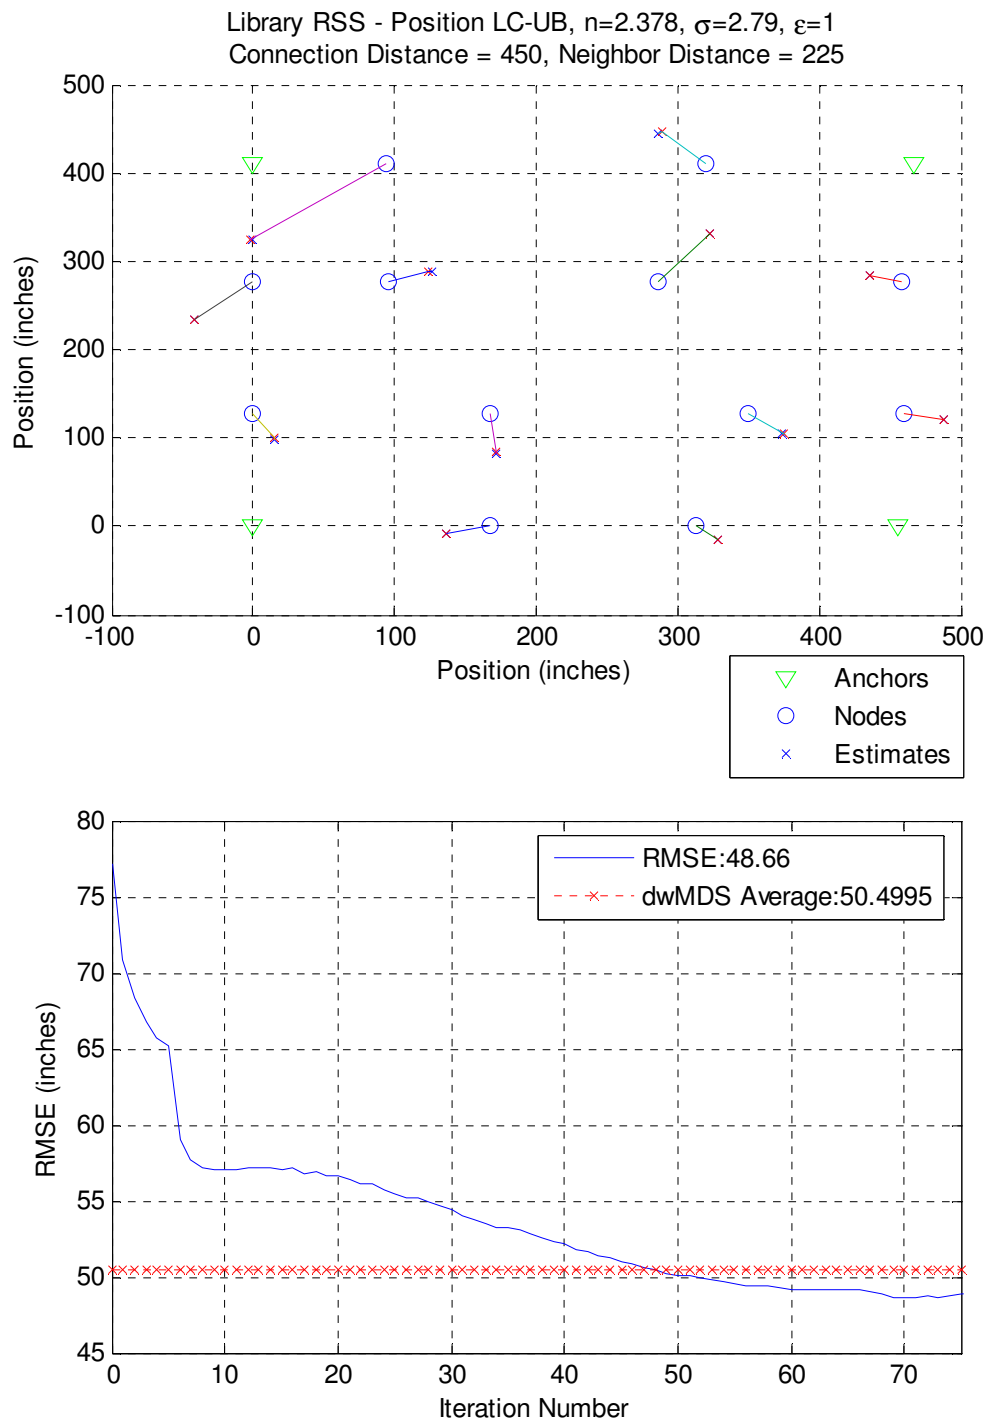 Library RSS - Position LC-UB, n=2.378, σ=2.79, ε=1
Connection Distance = 450, Neighbor Distance = 225
500
400
300
200
100
0
-100
Position (inches)
-100 0 100 200 300 400 500
Position (inches)
Anchors
Nodes
Estimates
80
75
70
65
60
55
50
45
RMSE (inches)
RMSE:48.66
dwMDS Average:50.4995
0 10 20 30 40 50 60 70
Iteration Number